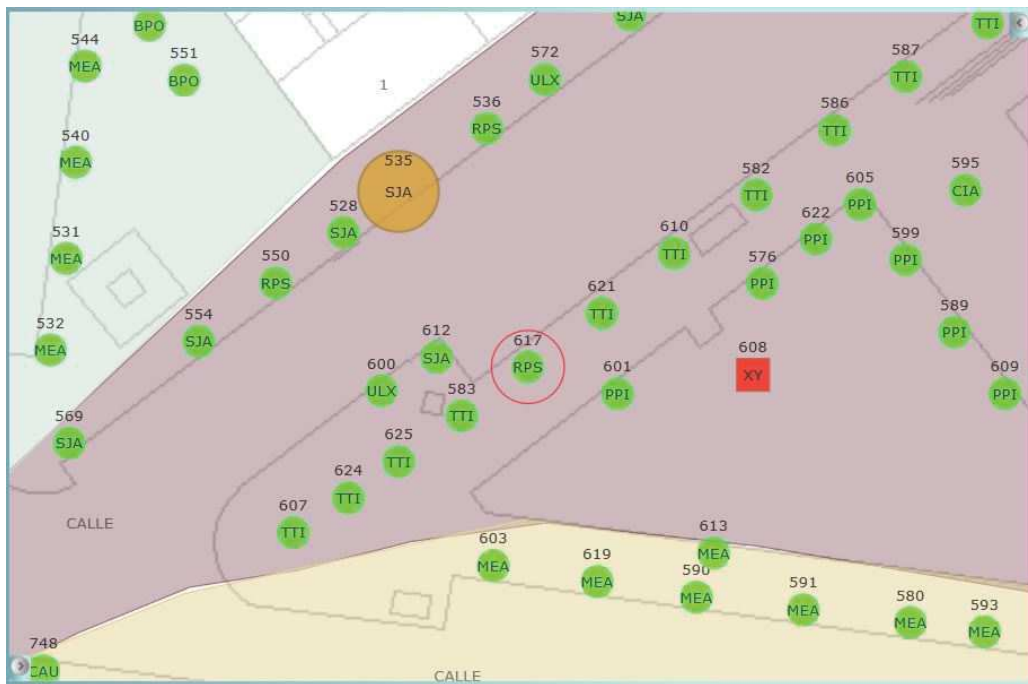 BPO
SJA
TTI
544
MEA
551
BPO
1
572
ULX
587
TTI
536
RPS
586
TTI
540
MEA
535
SJA
582
TTI
605
PPI
595
CIA
528
SJA
622
PPI
610
TTI
599
PPI
531
MEA
550
RPS
576
PPI
621
TTI
589
PPI
532
MEA
554
SJA
612
SJA
617
RPS
608
XY
600
ULX
601
PPI
609
PPI
583
TTI
569
SJA
625
TTI
624
TTI
CALLE
607
TTI
613
MEA
603
MEA
619
MEA
590
MEA
591
MEA
580
MEA
593
MEA
748
CAU
CALLE